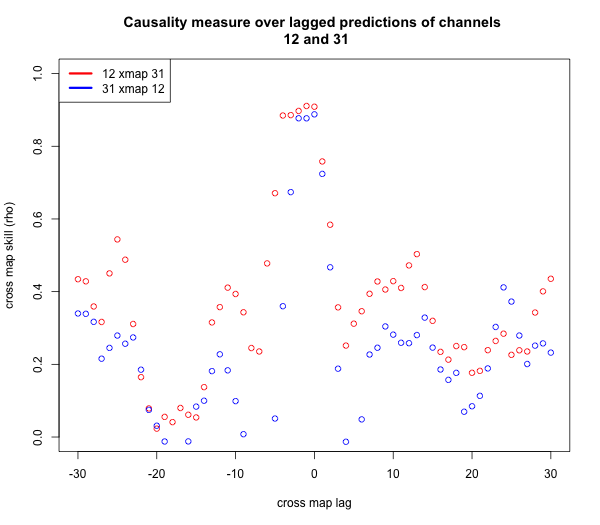 Causality measure over lagged predictions of channels
12 and 31
12 xmap 31
31 xmap 12
cross map skill (rho)
1.0
0.8
0.6
0.4
0.2
0.0
-30 -20 -10 0 10 20 30
cross map lag